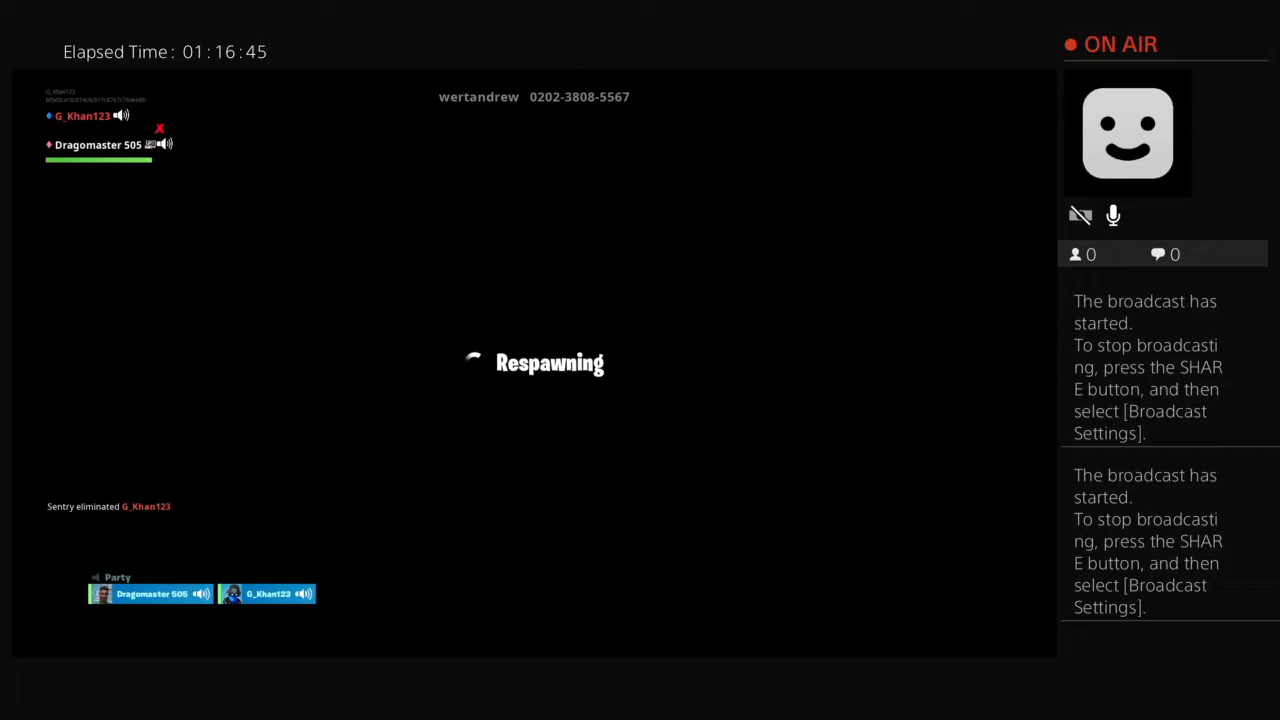 Elapsed Time: 01:16:45
ON AIR
G_Khan123
G_Khan123
wertandrew 0202-3808-5567
X
Dragomaster 505
0
0
The broadcast has
started.
To stop broadcasti
ng, press the SHAR
E button, and then
select [Broadcast
Settings].
Respawning
The broadcast has
started.
To stop broadcasti
ng, press the SHAR
E button, and then
select [Broadcast
Settings].
Sentry eliminated G_Khan123
Party
Dragomaster 505
G_Khan123